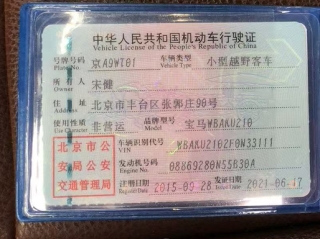 中华人民共和国机动车行驶证
Vehicle License of the People's Republic of China
号牌号码 京A9WT01 车辆类型 小型越野客车
Plate No. Vehicle Type
所有人 宋健
Owner
住址 北京市丰台区张郭庄90号
Address
使用性质 非营运 品牌型号 宝马WBAKU210
Use Character Model
北京市公
安局公安
交通管理局
车辆识别代号 WBAKU2102F0N33111
VIN
发动机号码 08869280N55B30A
Engine No.
注册日期 2015-09-28 发证日期 2021-06-17
Register Date Issue Date